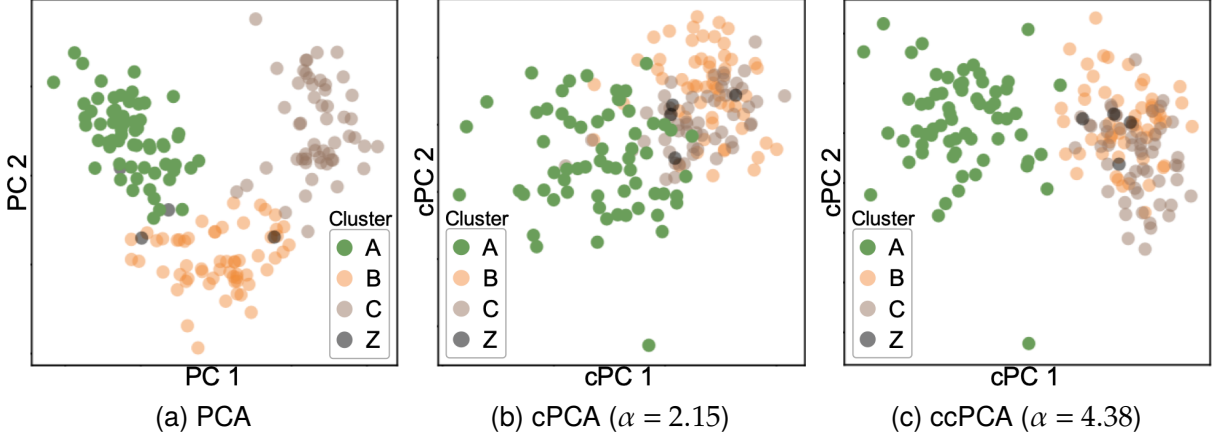 PC 2
Cluster
A
B
C
Z
PC 1
(a) PCA
cPC 2
Cluster
A
B
C
Z
cPC 1
(b) cPCA (α = 2.15)
cPC 2
Cluster
A
B
C
Z
cPC 1
(c) ccPCA (α = 4.38)